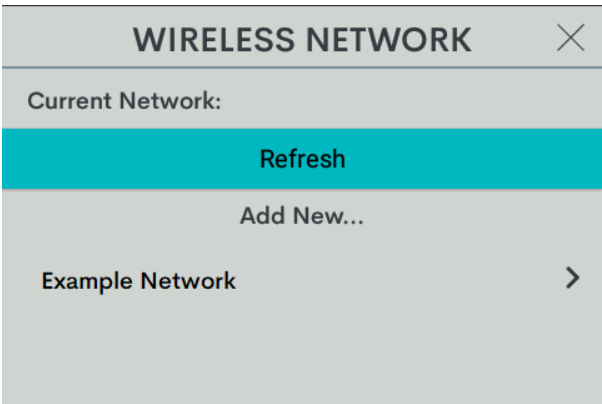 WIRELESS NETWORK
Current Network:
Refresh
Add New...
Example Network